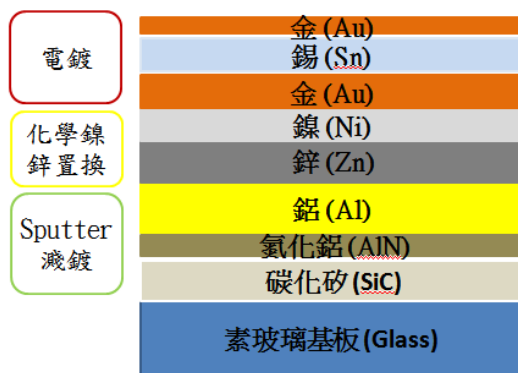 電鍍
化學鎳
鋅置換
Sputter
濺鍍
金(Au)
錫(Sn)
金(Au)
鎳(Ni)
鋅(Zn)
鋁(Al)
氮化鋁(AlN)
碳化矽(SiC)
素玻璃基板(Glass)